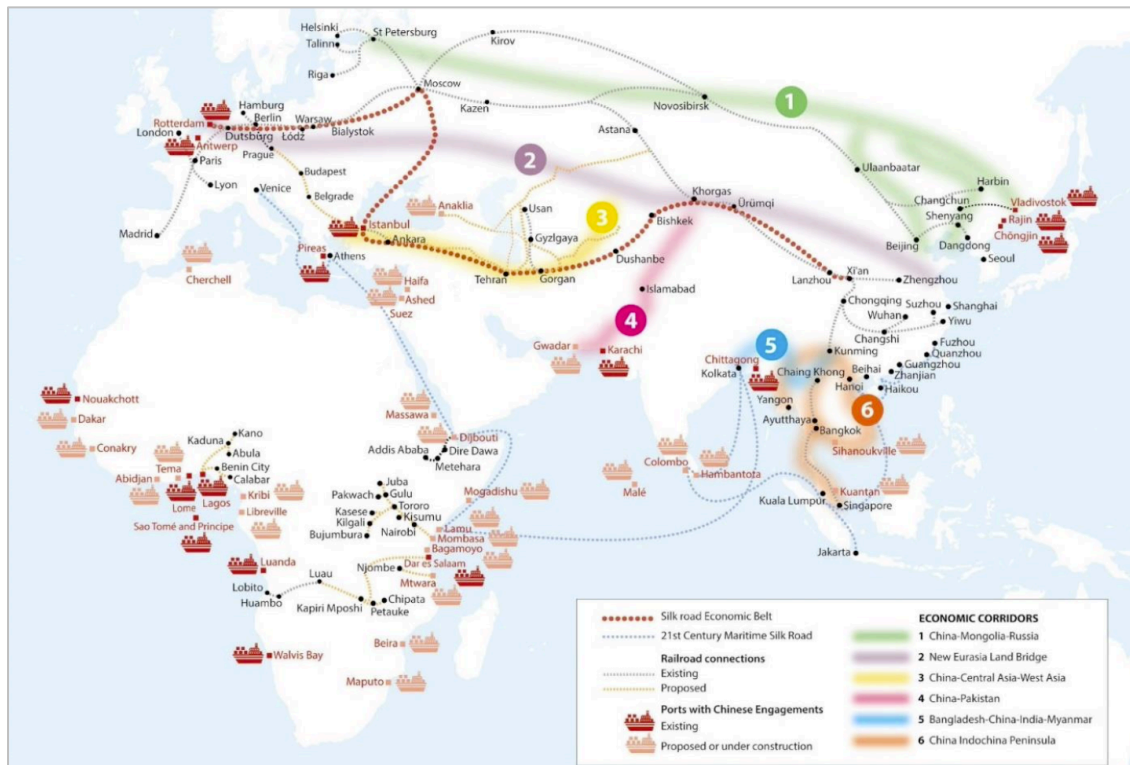 Helsinki
St Petersburg
Talinn
Kirov
Riga
Moscow
Kazen
Novosibirsk
1
Hamburg
Berlin
Rotterdam
Warsaw
London
Dutsburg
Łódź
Bialystok
Astana
Antwerp
Prague
Paris
2
Ulaanbaatar
Budapest
Lyon
Venice
Belgrade
Khorgas
Harbin
Anaklia
Usan
3
Bishkek
Ürümqi
Changchun
Vladivostok
Shenyang
Rajin
Madrid
Istanbul
Ankara
Gyzlgaya
Beijing
Chōngjin
Pireas
Athens
Dushanbe
Dangdong
Seoul
Cherchell
Haifa
Tehran
Gorgan
Lanzhou
Xi'an
Zhengzhou
Ashed
Suez
Islamabad
Chongqing
Suzhou
Shanghai
Wuhan
Yiwu
4
5
Changshi
Gwadar
Karachi
Kunming
Fuzhou
Chittagong
Quanzhou
Kolkata
Chaing Khong
Beihai
Guangzhou
Hanoi
Zhanjian
Haikou
Nouakchott
Yangon
6
Dakar
Massawa
Ayutthaya
Bangkok
Kano
Djibouti
Kaduna
Addis Ababa
Dire Dawa
Sihanoukville
Conakry
Abula
Metehara
Colombo
Hambantota
Tema
Benin City
Abidjan
Calabar
Juba
Malé
Kuantan
Lome
Lagos
Kribi
Pakwach
Gulu
Mogadishu
Kuala Lumpur
Libreville
Kasese
Tororo
Singapore
Sao Tomé and Principe
Kilgali
Kisumu
Bujumbura
Nairobi
Lamu
Mombasa
Bagamoyo
Jakarta
Luanda
Luau
Njombe
Dar es Salaam
Mtwara
Lobito
Huambo
Kapiri Mposhi
Chipata
Petauke
Beira
Walvis Bay
Maputo
Silk road Economic Belt
21st Century Maritime Silk Road
Railroad connections
Existing
Proposed
Ports with Chinese Engagements
Existing
Proposed or under construction
ECONOMIC CORRIDORS
1 China-Mongolia-Russia
2 New Eurasia Land Bridge
3 China-Central Asia-West Asia
4 China-Pakistan
5 Bangladesh-China-India-Myanmar
6 China Indochina Peninsula